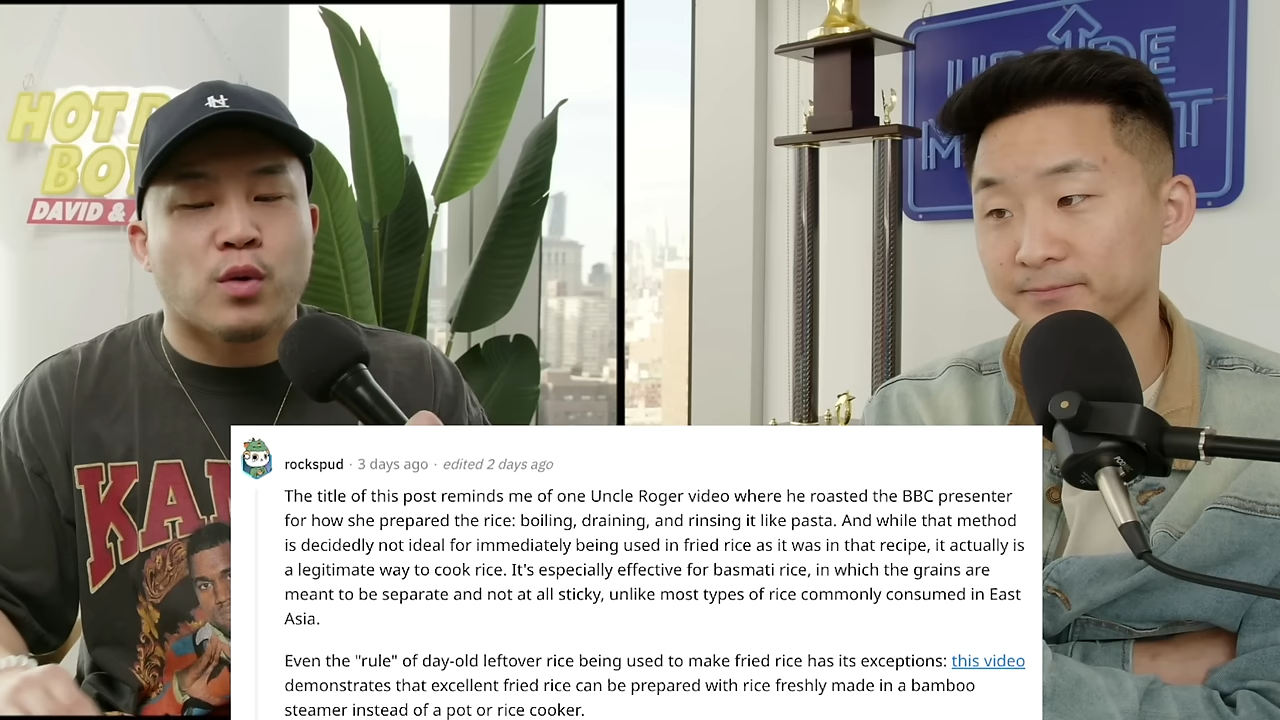 HOT
BOY
DAVID &
KAN
rockspud · 3 days ago · edited 2 days ago
The title of this post reminds me of one Uncle Roger video where he roasted the BBC presenter
for how she prepared the rice: boiling, draining, and rinsing it like pasta. And while that method
is decidedly not ideal for immediately being used in fried rice as it was in that recipe, it actually is
a legitimate way to cook rice. It's especially effective for basmati rice, in which the grains are
meant to be separate and not at all sticky, unlike most types of rice commonly consumed in East
Asia.
Even the "rule" of day-old leftover rice being used to make fried rice has its exceptions: this video
demonstrates that excellent fried rice can be prepared with rice freshly made in a bamboo
steamer instead of a pot or rice cooker.